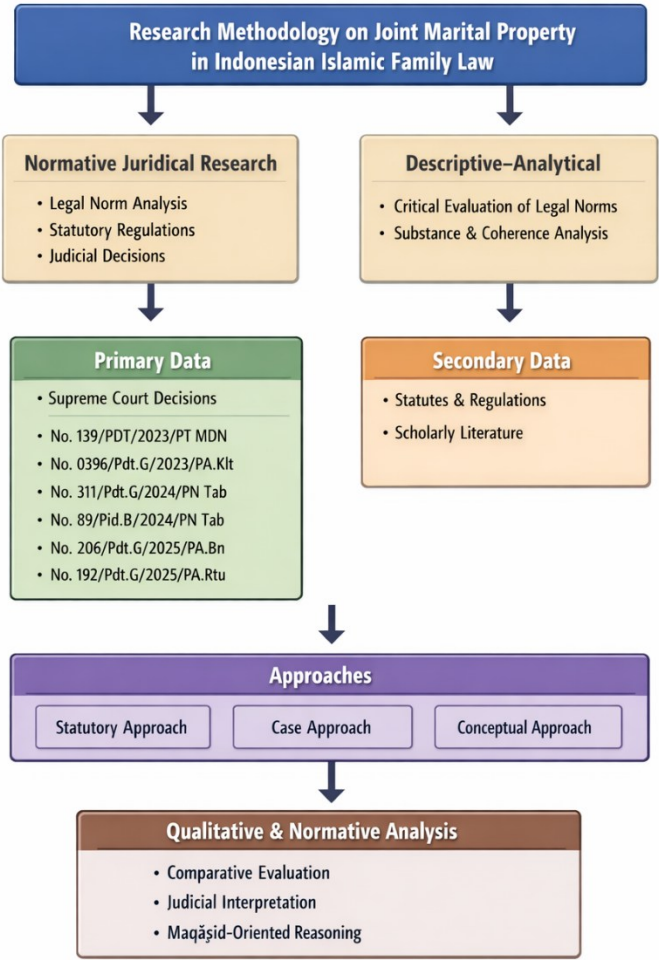 Research Methodology on Joint Marital Property
in Indonesian Islamic Family Law
Normative Juridical Research
• Legal Norm Analysis
• Statutory Regulations
• Judicial Decisions
Descriptive–Analytical
• Critical Evaluation of Legal Norms
• Substance & Coherence Analysis
Primary Data
• Supreme Court Decisions
• No. 139/PDT/2023/PT MDN
• No. 0396/Pdt.G/2023/PA.Klt
• No. 311/Pdt.G/2024/PN Tab
• No. 89/Pid.B/2024/PN Tab
• No. 206/Pdt.G/2025/PA.Bn
• No. 192/Pdt.G/2025/PA.Rtu
Secondary Data
• Statutes & Regulations
• Scholarly Literature
Approaches
Statutory Approach
Case Approach
Conceptual Approach
Qualitative & Normative Analysis
• Comparative Evaluation
• Judicial Interpretation
• Maqāṣid-Oriented Reasoning